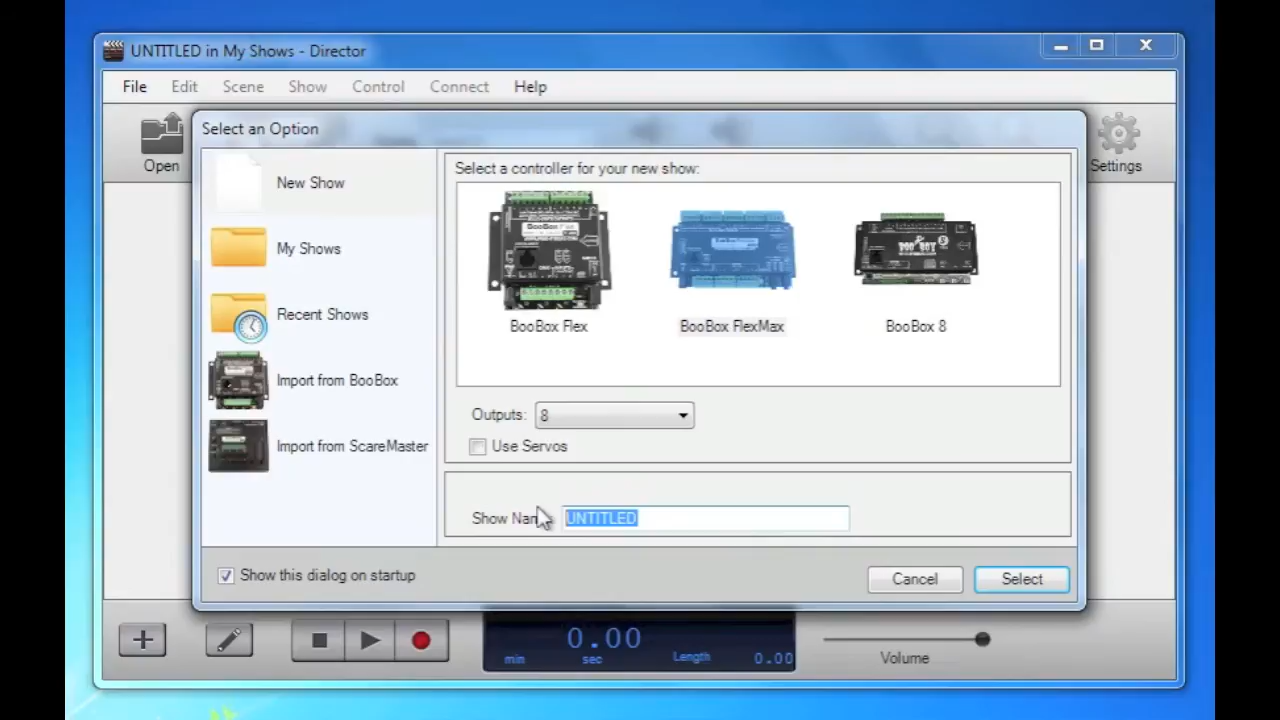 UNTITLED in My Shows - Director
File Edit Scene Show Control Connect Help
Open
Settings
Select an Option
New Show
My Shows
Recent Shows
Import from BooBox
Import from ScareMaster
Select a controller for your new show:
BooBox Flex
BooBox FlexMax
BooBox 8
Outputs: 8
Use Servos
Show Nam
UNTITLED
Show this dialog on startup
Cancel
Select
0.00
min sec Length 0.00
Volume